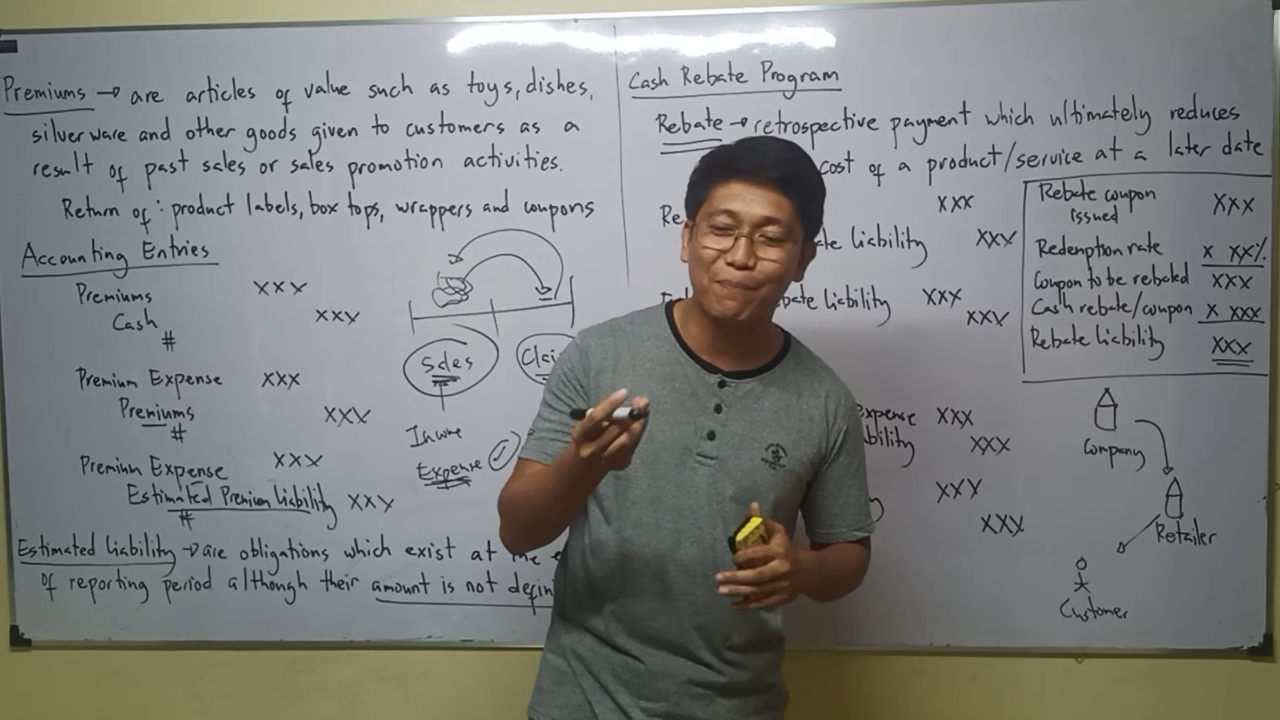 Premiums → are articles of value such as toys, dishes,
silverware and other goods given to customers as a
result of past sales or sales promotion activities.
Return of: product labels, box tops, wrappers and coupons
Accounting Entries
Premiums XXX
Cash XXX
#
Premium Expense XXX
Premiums XXX
#
Premium Expense XXX
Estimated Premium Liability XXX
#
Sales
Income
Expense
Estimated Liability → are obligations which exist at the
of reporting period although their amount is not
Cash Rebate Program
Rebate → retrospective payment which ultimately reduces
cost of a product/service at a later date
XXX
Liability XXX
Liability XXX
XXX
Expense XXX
XXX
XXX
XXX
Rebate coupon
issued XXX
Redemption rate X XX%
Coupon to be rebated XXX
Cash rebate/coupon X XXX
Rebate Liability XXX
Company
Retailer
Customer